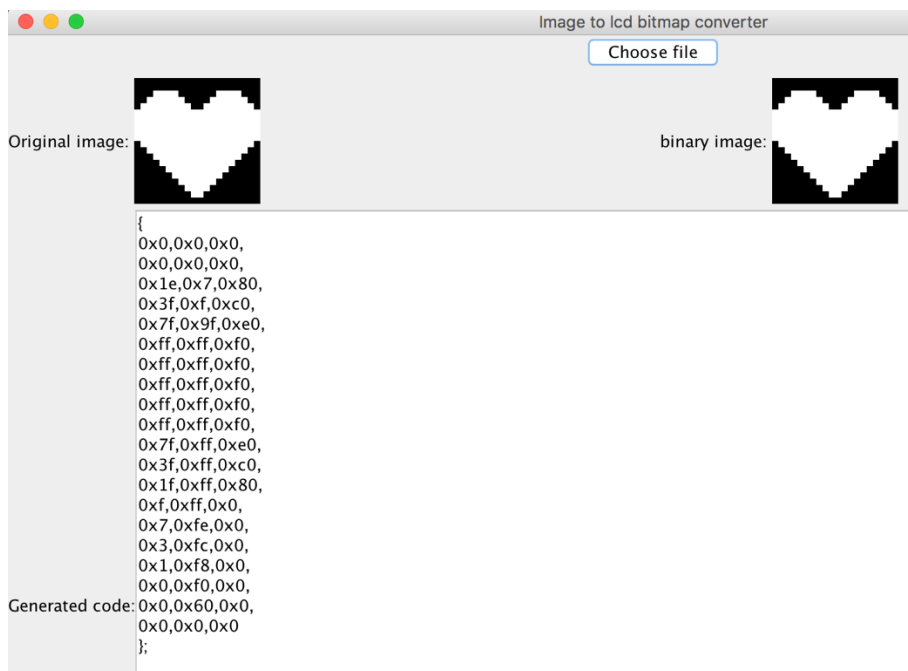 Image to lcd bitmap converter
Choose file
Original image:
binary image:
{
0x0,0x0,0x0,
0x0,0x0,0x0,
0x1e,0x7,0x80,
0x3f,0xf,0xc0,
0x7f,0x9f,0xe0,
0xff,0xff,0xf0,
0xff,0xff,0xf0,
0xff,0xff,0xf0,
0xff,0xff,0xf0,
0xff,0xff,0xf0,
0x7f,0xff,0xe0,
0x3f,0xff,0xc0,
0x1f,0xff,0x80,
0xf,0xff,0x0,
0x7,0xfe,0x0,
0x3,0xfc,0x0,
0x1,0xf8,0x0,
0x0,0xf0,0x0,
Generated code: 0x0,0x60,0x0,
0x0,0x0,0x0
};